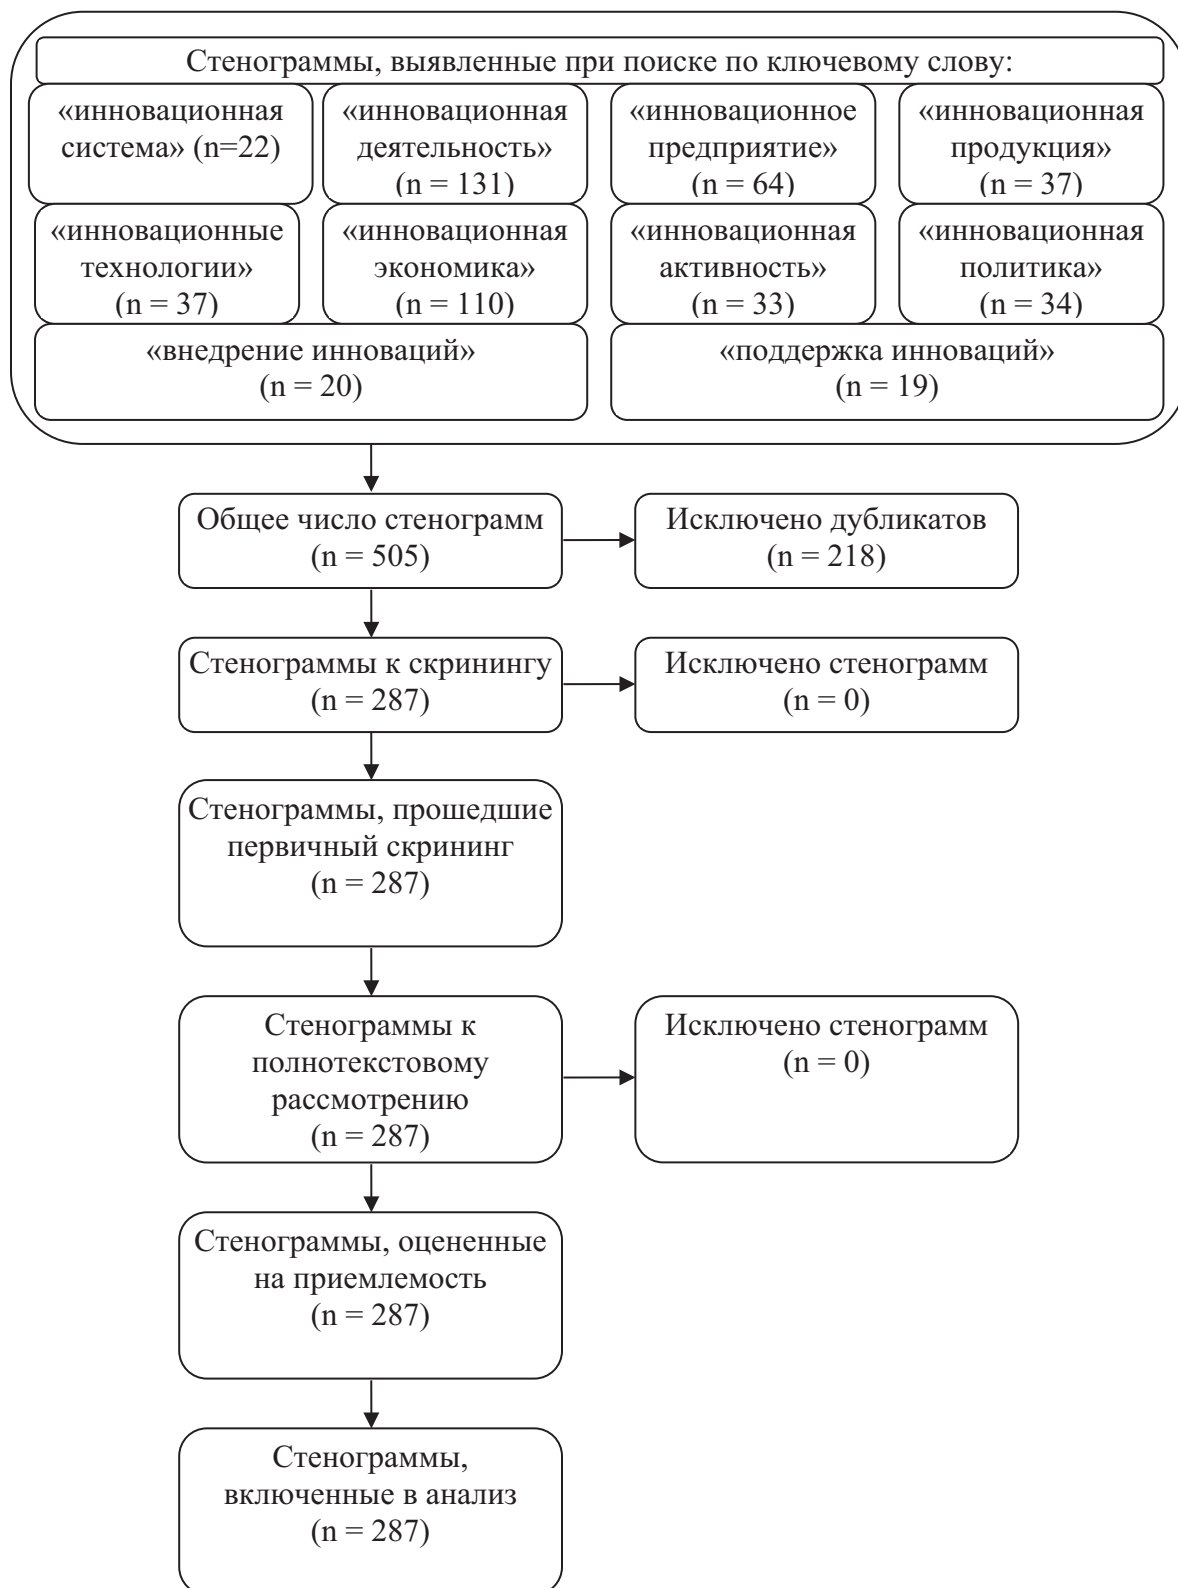 Стенограммы, выявленные при поиске по ключевому слову:
«инновационная
система» (n=22)
«инновационная
деятельность»
(n = 131)
«инновационное
предприятие»
(n = 64)
«инновационная
продукция»
(n = 37)
«инновационные
технологии»
(n = 37)
«инновационная
экономика»
(n = 110)
«инновационная
активность»
(n = 33)
«инновационная
политика»
(n = 34)
«внедрение инноваций»
(n = 20)
«поддержка инноваций»
(n = 19)
Общее число стенограмм
(n = 505)
Исключено дубликатов
(n = 218)
Стенограммы к скринингу
(n = 287)
Исключено стенограмм
(n = 0)
Стенограммы, прошедшие
первичный скрининг
(n = 287)
Стенограммы к
полнотекстовому
рассмотрению
(n = 287)
Исключено стенограмм
(n = 0)
Стенограммы, оцененные
на приемлемость
(n = 287)
Стенограммы,
включенные в анализ
(n = 287)